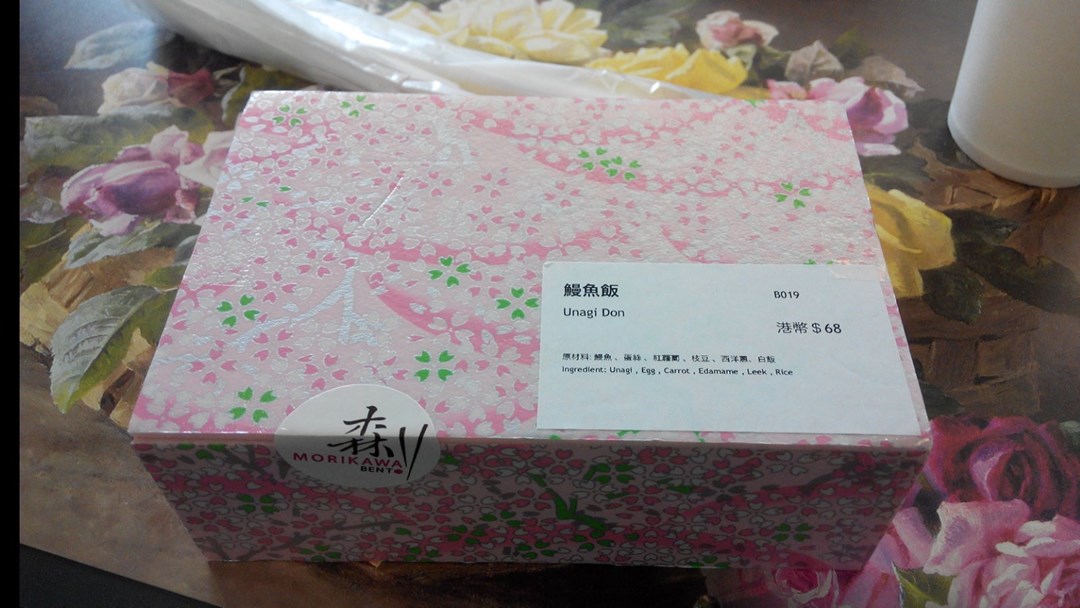 鰻魚飯
B019
Unagi Don
港幣 $ 68
原材料: 鰻魚 、 蛋絲 、 紅蘿蔔 、 枝豆 、 西洋蔥、 白飯
Ingredient: Unagi , Egg , Carrot , Edamame , Leek , Rice
森川
MORIKAWA
BENTO